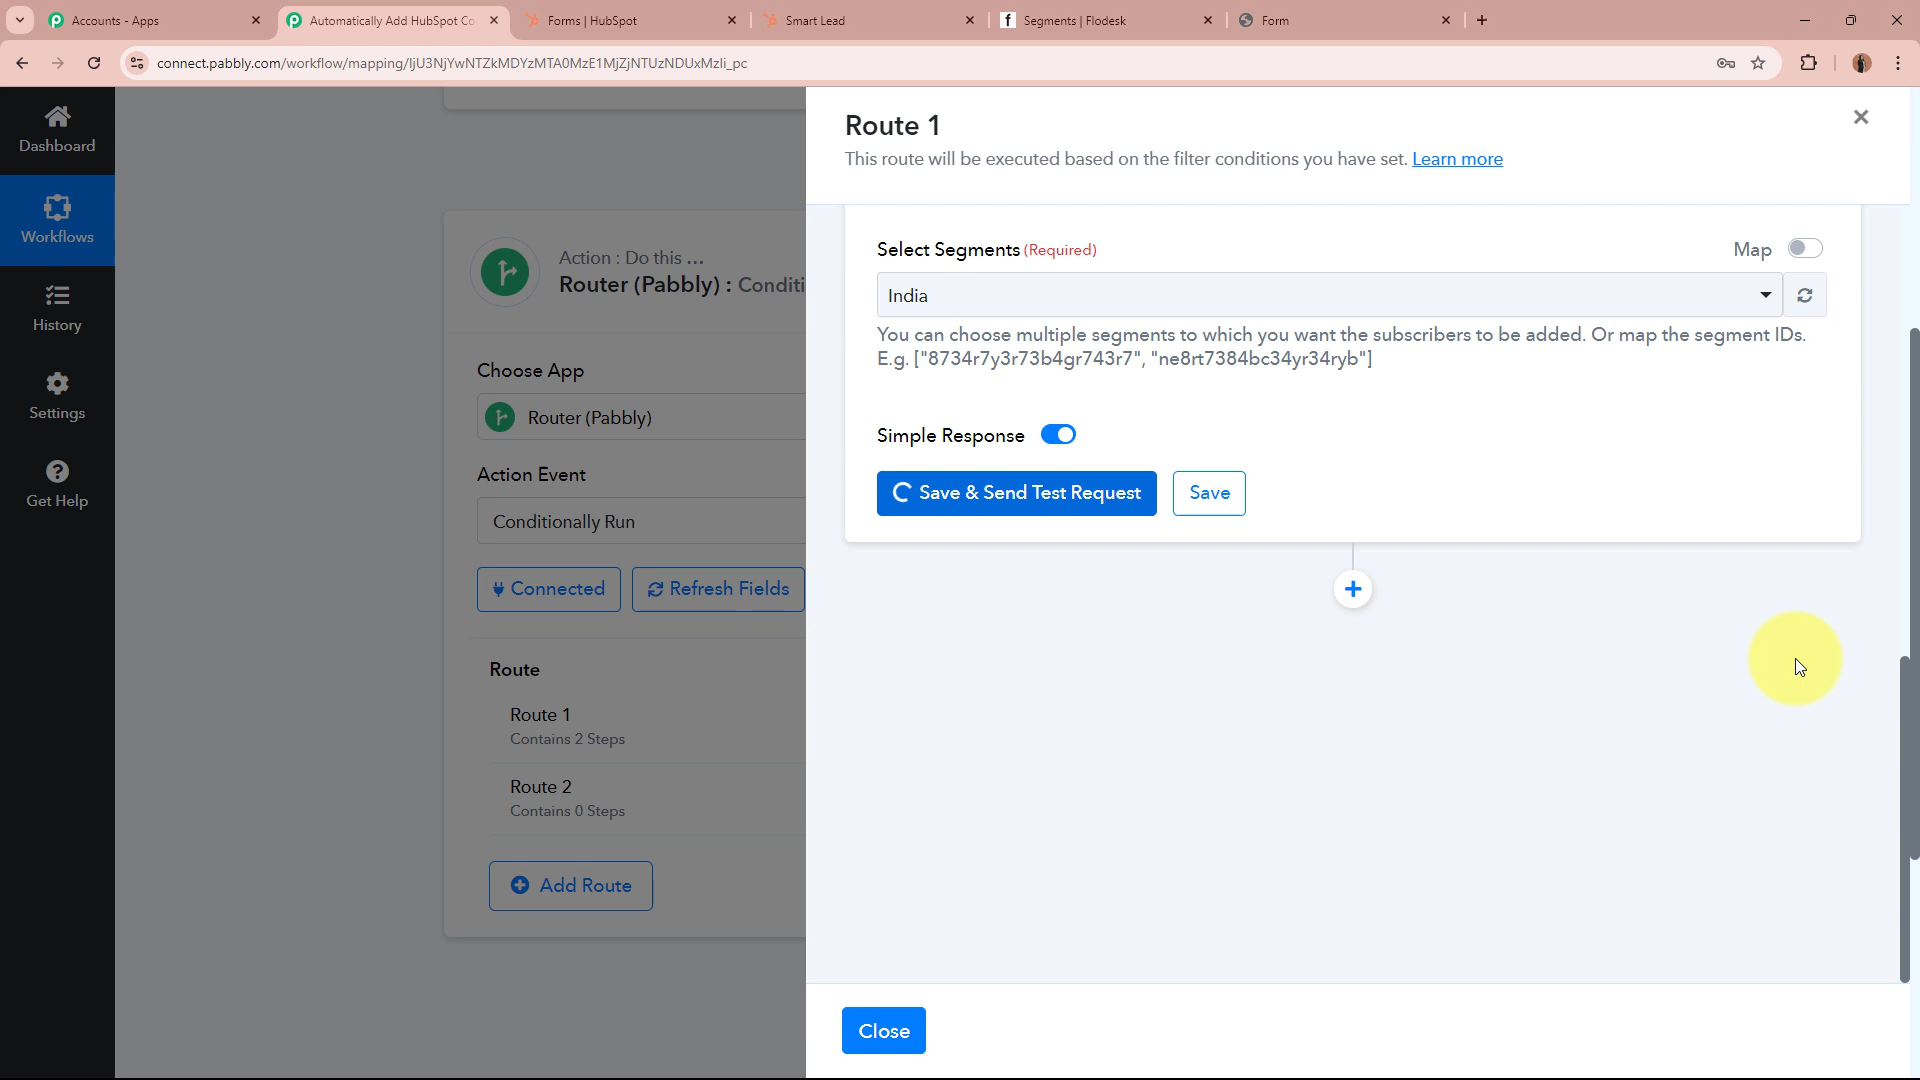 Accounts - Apps
Automatically Add HubSpot Co
Forms | HubSpot
Smart Lead
Segments | Flodesk
Form
connect.pabbly.com/workflow/mapping/IjU3NjYwNTZkMDYzMTA0MzE1MjZjNTUzNDUxMzIi_pc
Dashboard
Workflows
History
Settings
Get Help
Action : Do this ...
Router (Pabbly) : Conditi
Choose App
Router (Pabbly)
Action Event
Conditionally Run
Connected
Refresh Fields
Route
Route 1
Contains 2 Steps
Route 2
Contains 0 Steps
Add Route
Route 1
This route will be executed based on the filter conditions you have set. Learn more
Select Segments (Required)
Map
India
You can choose multiple segments to which you want the subscribers to be added. Or map the segment IDs.
E.g. ["8734r7y3r73b4gr743r7", "ne8rt7384bc34yr34ryb"]
Simple Response
Save & Send Test Request
Save
Close